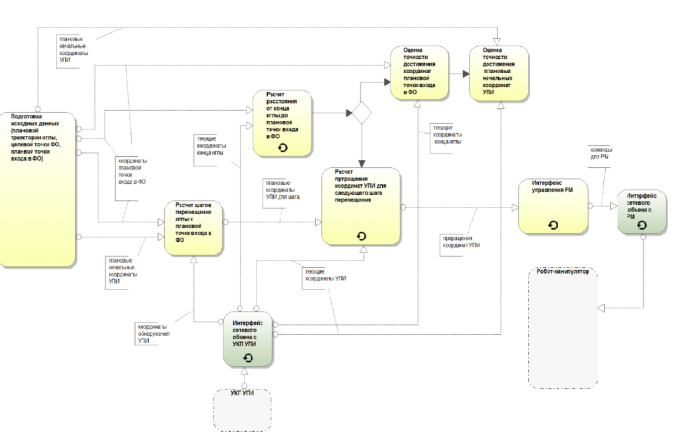 плановые
начальные
координаты
УПИ
Оценка
точности
достижения
координат
плановой
точки входа
в ФО
Оценка
точности
достижения
плановых
начальных
координат
УПИ
Подготовка
исходных данных
(плановой
траектории иглы,
целевой точки ФО,
планой точки
входа в ФО)
Расчет
расстояния
от конца
иглы до
плановой
точки входа
в ФО
текущие
координаты
конца иглы
текущие
координаты
конца иглы
координаты
плановой
точки
входа в ФО
команды
для РМ
Расчет
координат УПИ для
следующего шага
перемещения
плановые
координаты
УПИ для шага
Интерфейс
управления РМ
Интерфейс
сетевого
обмена с
РМ
Расчет шагов
перемещения
иглы к
плановой
точке входа в
ФО
приращения
координат УПИ
плановые
начальные
координаты
УПИ
текущие
координаты УПИ
Робот-манипулятор
координаты
обнаружения
УПИ
Интерфейс
сетевого
обмена с
УКП УПИ
УКП УПИ